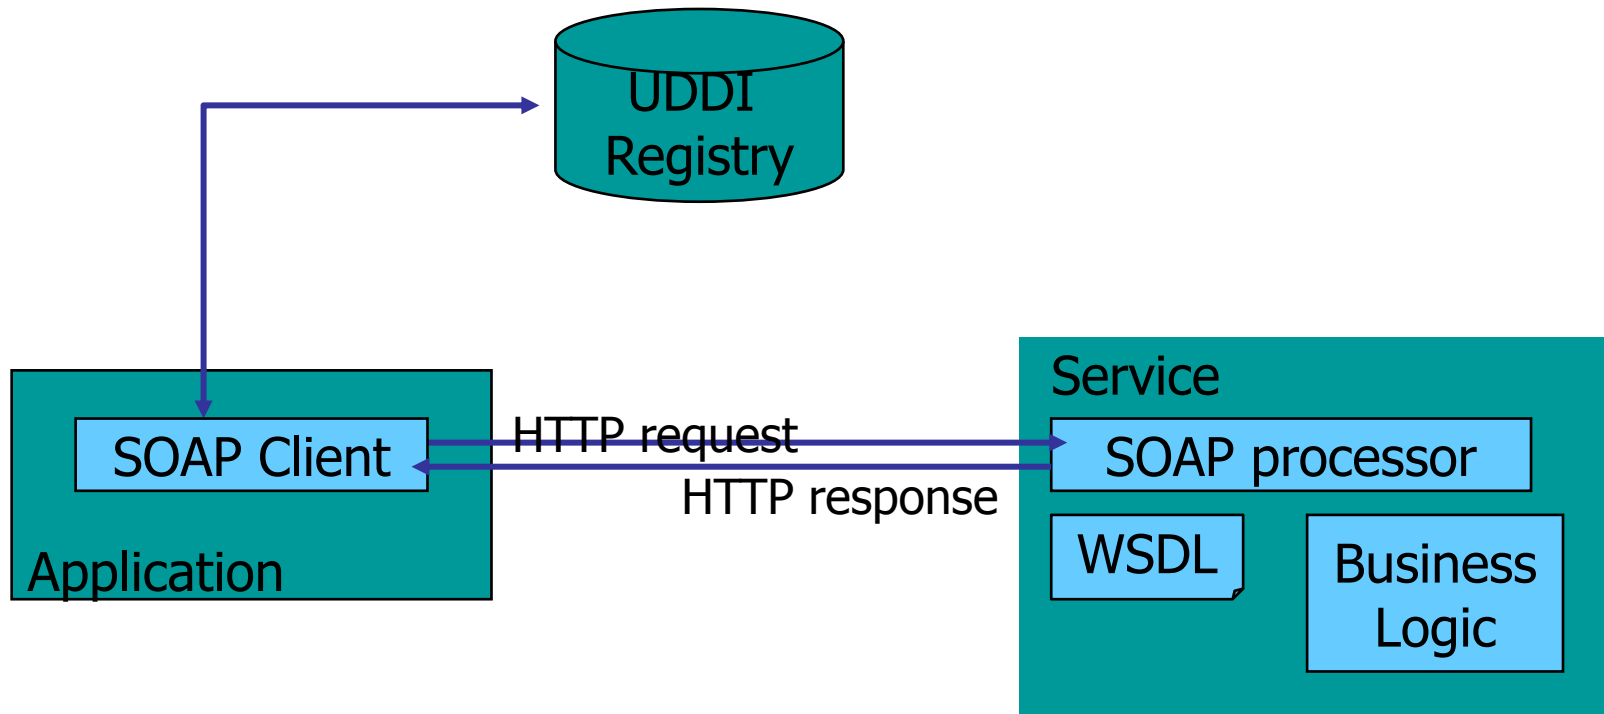 UDDI
Registry
Service
SOAP Client
HTTP request
SOAP processor
HTTP response
WSDL
Business
Logic
Application